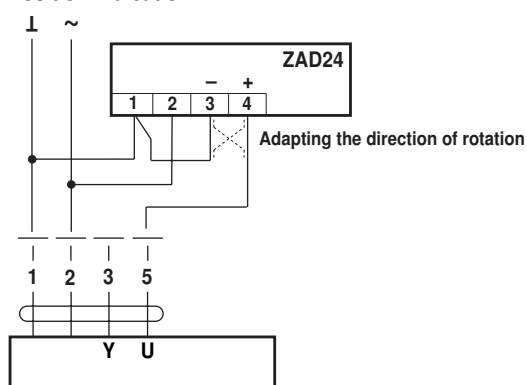 ⊥ ~
ZAD24
– +
1 2 3 4
Adapting the direction of rotation
1 2 3 5
Y U